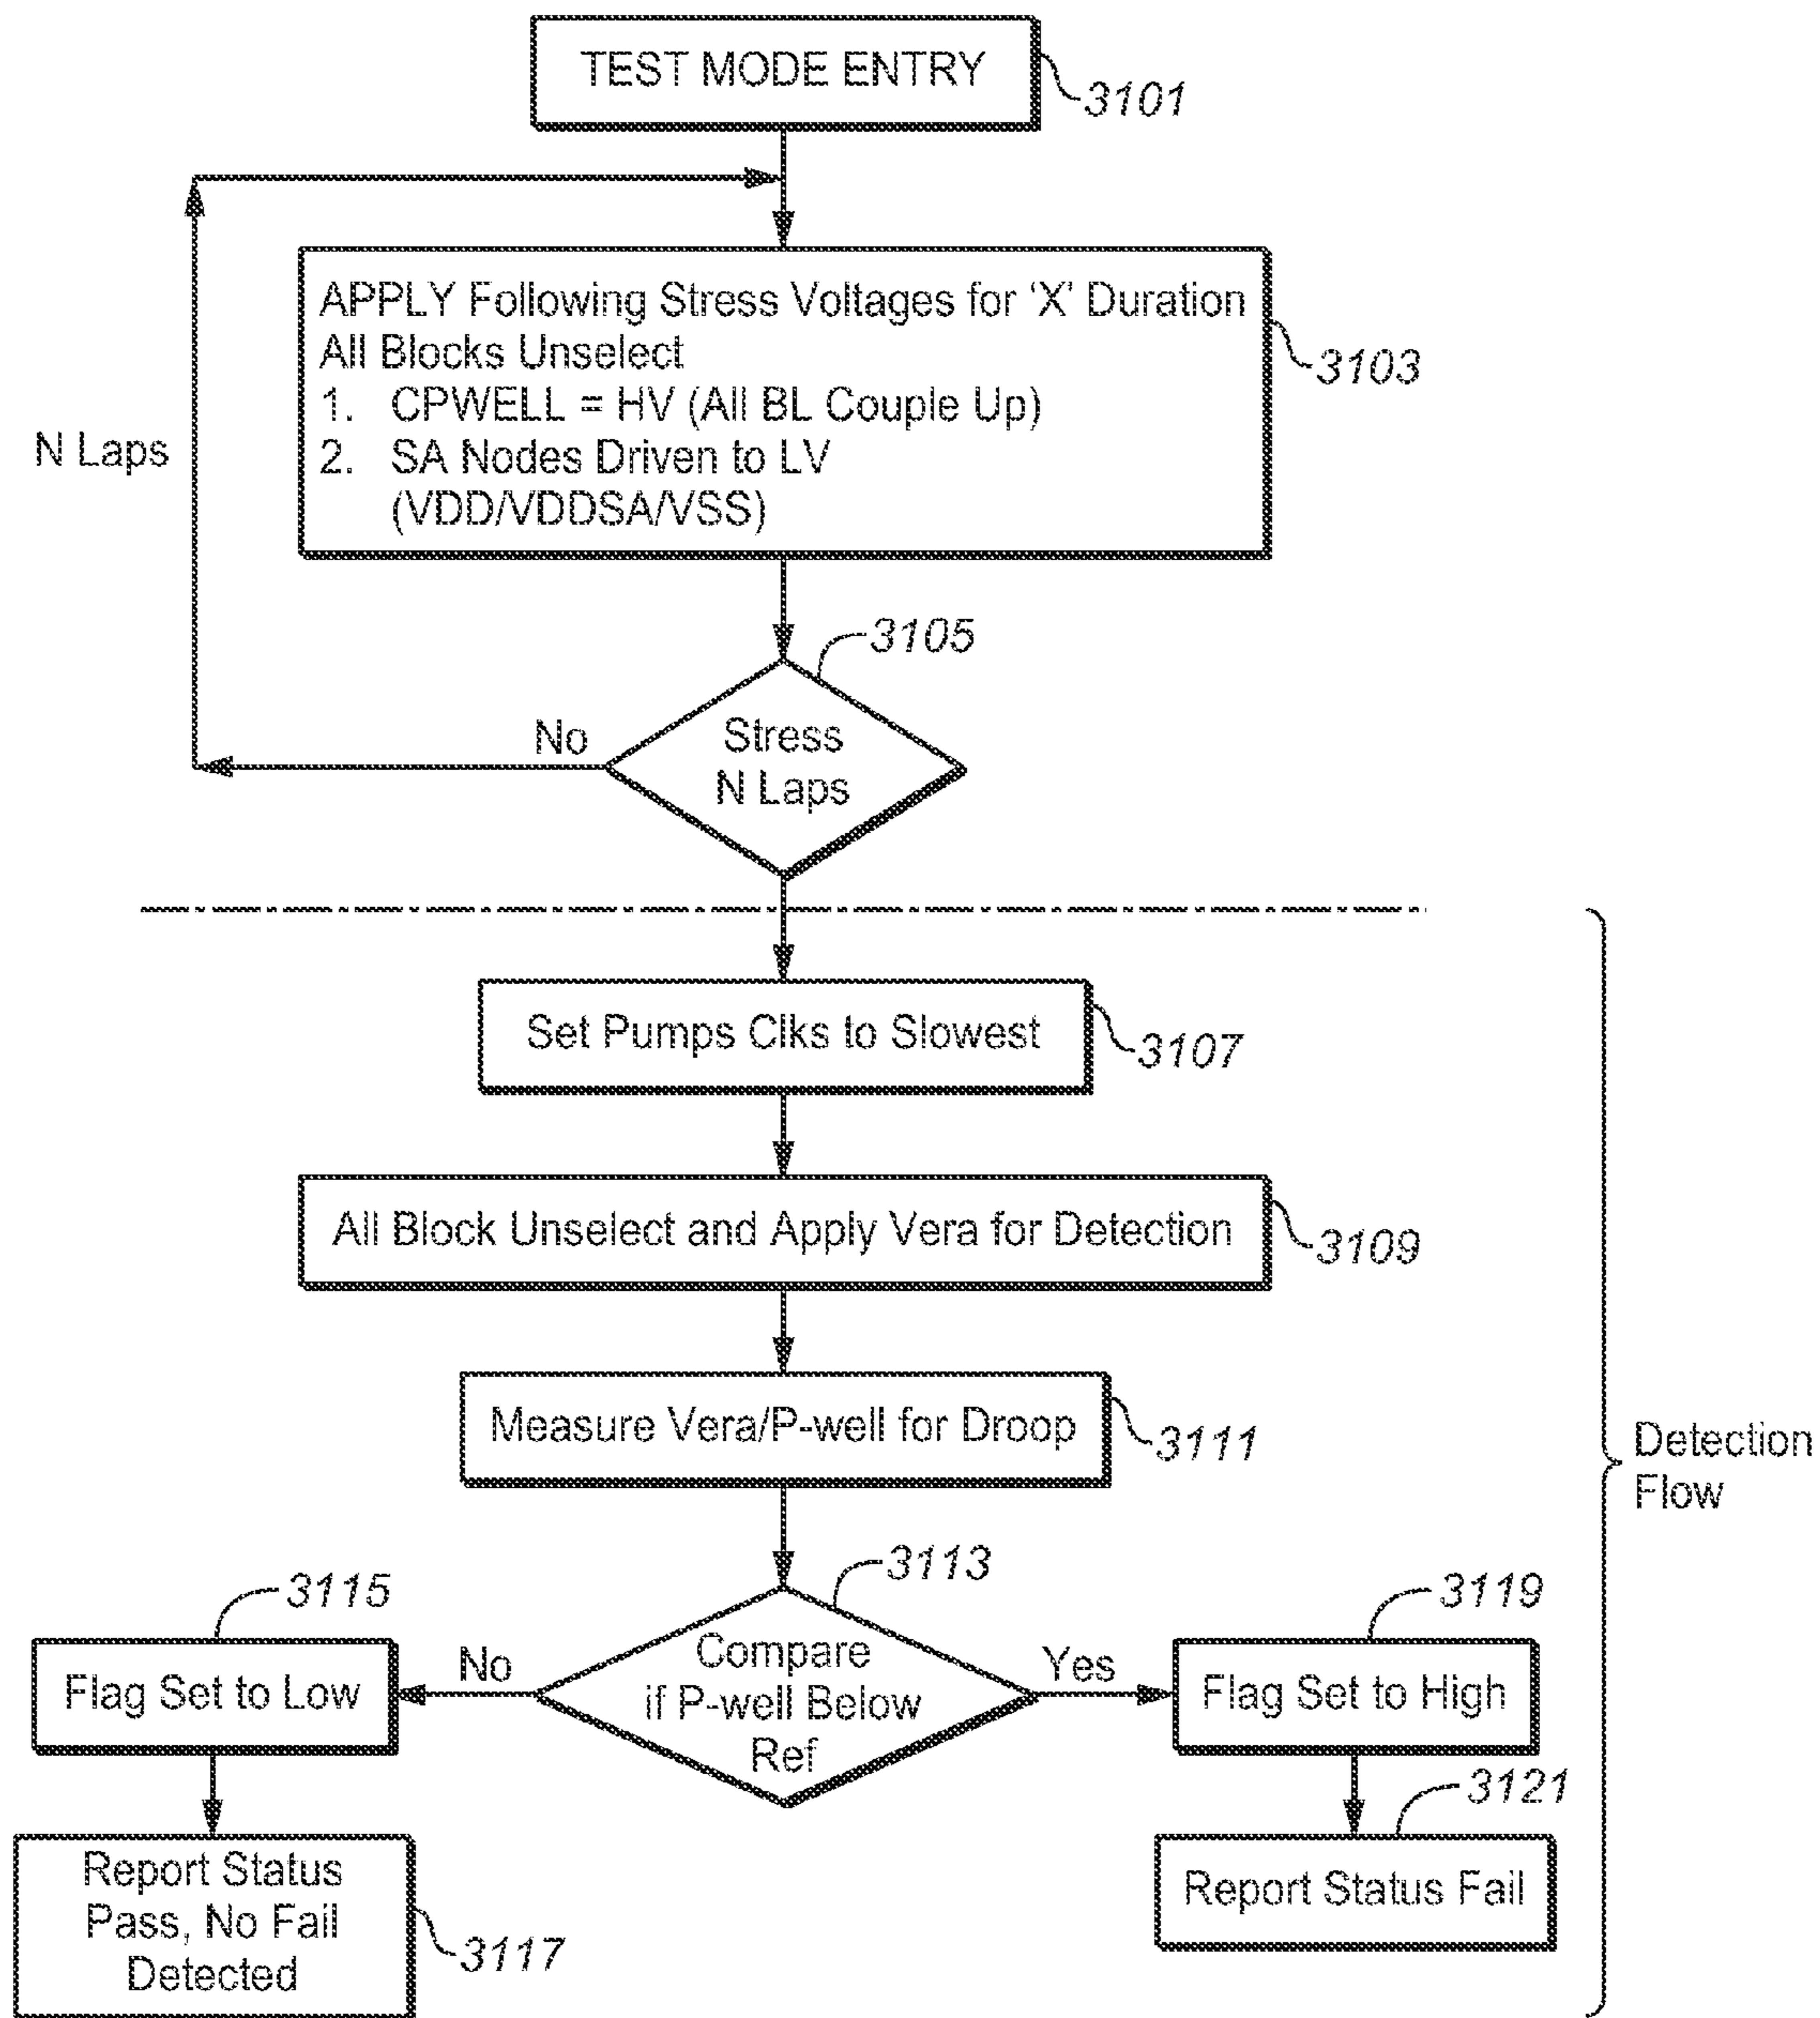 TEST MODE ENTRY
3101
APPLY Following Stress Voltages for ‘X’ Duration
All Blocks Unselect
1. CPWELL = HV (All BL Couple Up)
2. SA Nodes Driven to LV
(VDD/VDDSA/VSS)
3103
N Laps
3105
No
Stress
N Laps
Set Pumps Clks to Slowest
3107
All Block Unselect and Apply Vera for Detection
3109
Measure Vera/P-well for Droop
3111
Detection
Flow
3113
Compare
if P-well Below
Ref
3115
No
Flag Set to Low
Yes
3119
Flag Set to High
Report Status
Pass, No Fail
Detected
3117
3121
Report Status Fail